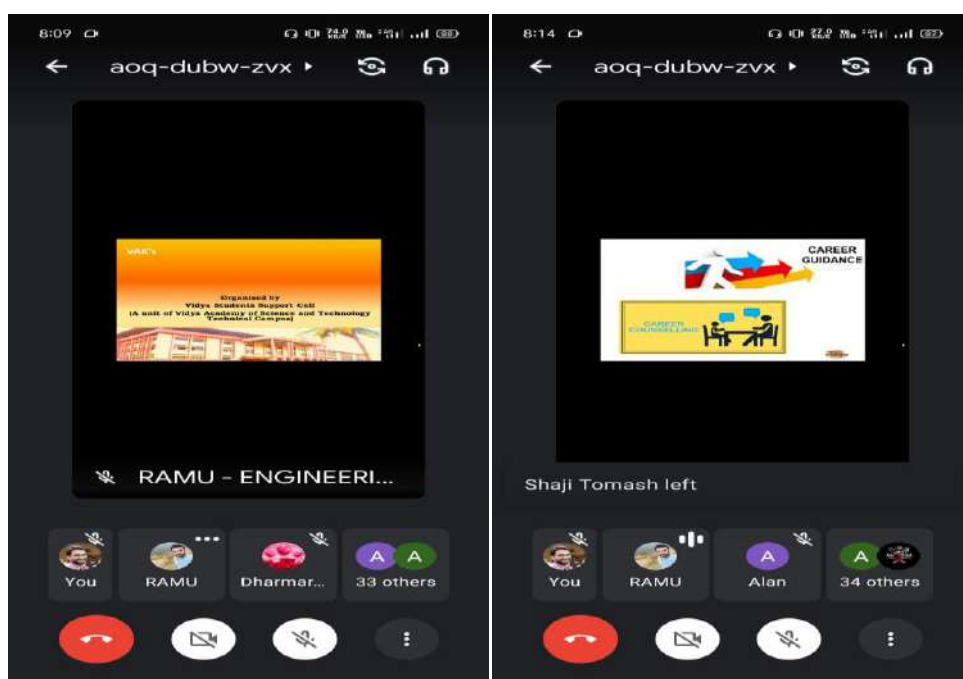 8:09
aoq-dubw-zvx
VAST's
Organised by
Vidya Students Support Cell
(A unit of Vidya Academy of Science and Technology
Technical Campus)
RAMU - ENGINEERI...
You
RAMU
Dharmar...
A
A
33 others
8:14
aoq-dubw-zvx
CAREER
GUIDANCE
CAREER
COUNSELLING
Shaji Tomash left
You
RAMU
A
Alan
A
34 others